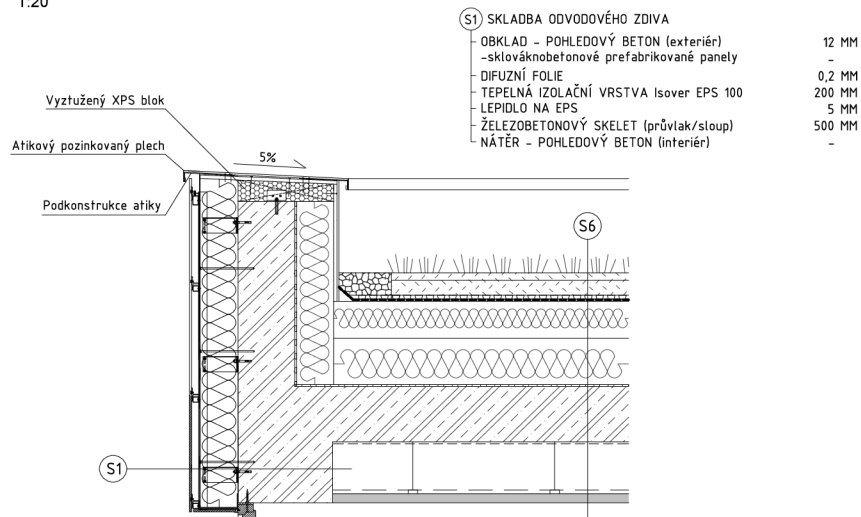 1:20
S1 SKLADBA ODVODOVÉHO ZDIVA
OBKLAD - POHLEDOVÝ BETON (exteriér) 12 MM
-sklováknobetonové prefabrikované panely -
DIFUZNÍ FOLIE 0,2 MM
TEPELNÁ IZOLAČNÍ VRSTVA Isover EPS 100 200 MM
LEPIDLO NA EPS 5 MM
ŽELEZOBETONOVÝ SKELET (průvlak/sloup) 500 MM
NÁTĚR - POHLEDOVÝ BETON (interiér) -
Vyztužený XPS blok
Atikový pozinkovaný plech
5%
Podkonstrukce atiky
S6
S1